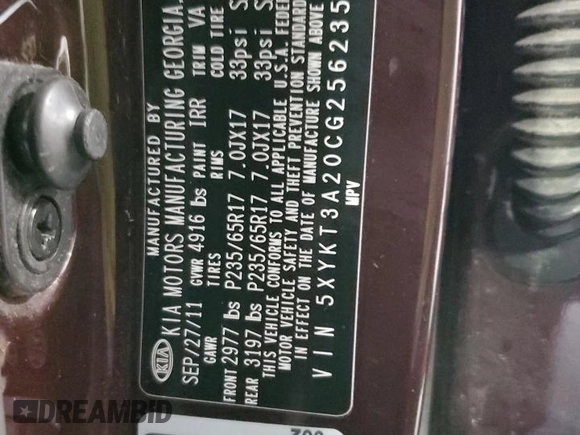 MANUFACTURED BY
KIA KIA MOTORS MANUFACTURING GEORGIA,
SEP/27/11 GVWR 4916 lbs PAINT IRR TRIM VA
GAWR TIRES RIMS COLD TIRE
FRONT 2977 lbs P235/65R17 7.0JX17 33psi
REAR 3197 lbs P235/65R17 7.0JX17 33psi
THIS VEHICLE CONFORMS TO ALL APPLICABLE U.S.A. FEDER
MOTOR VEHICLE SAFETY AND THEFT PREVENTION STANDARD
IN EFFECT ON THE DATE OF MANUFACTURE SHOWN ABOVE
VIN 5XYKT3A20CG256235
MPV
DREAMBID